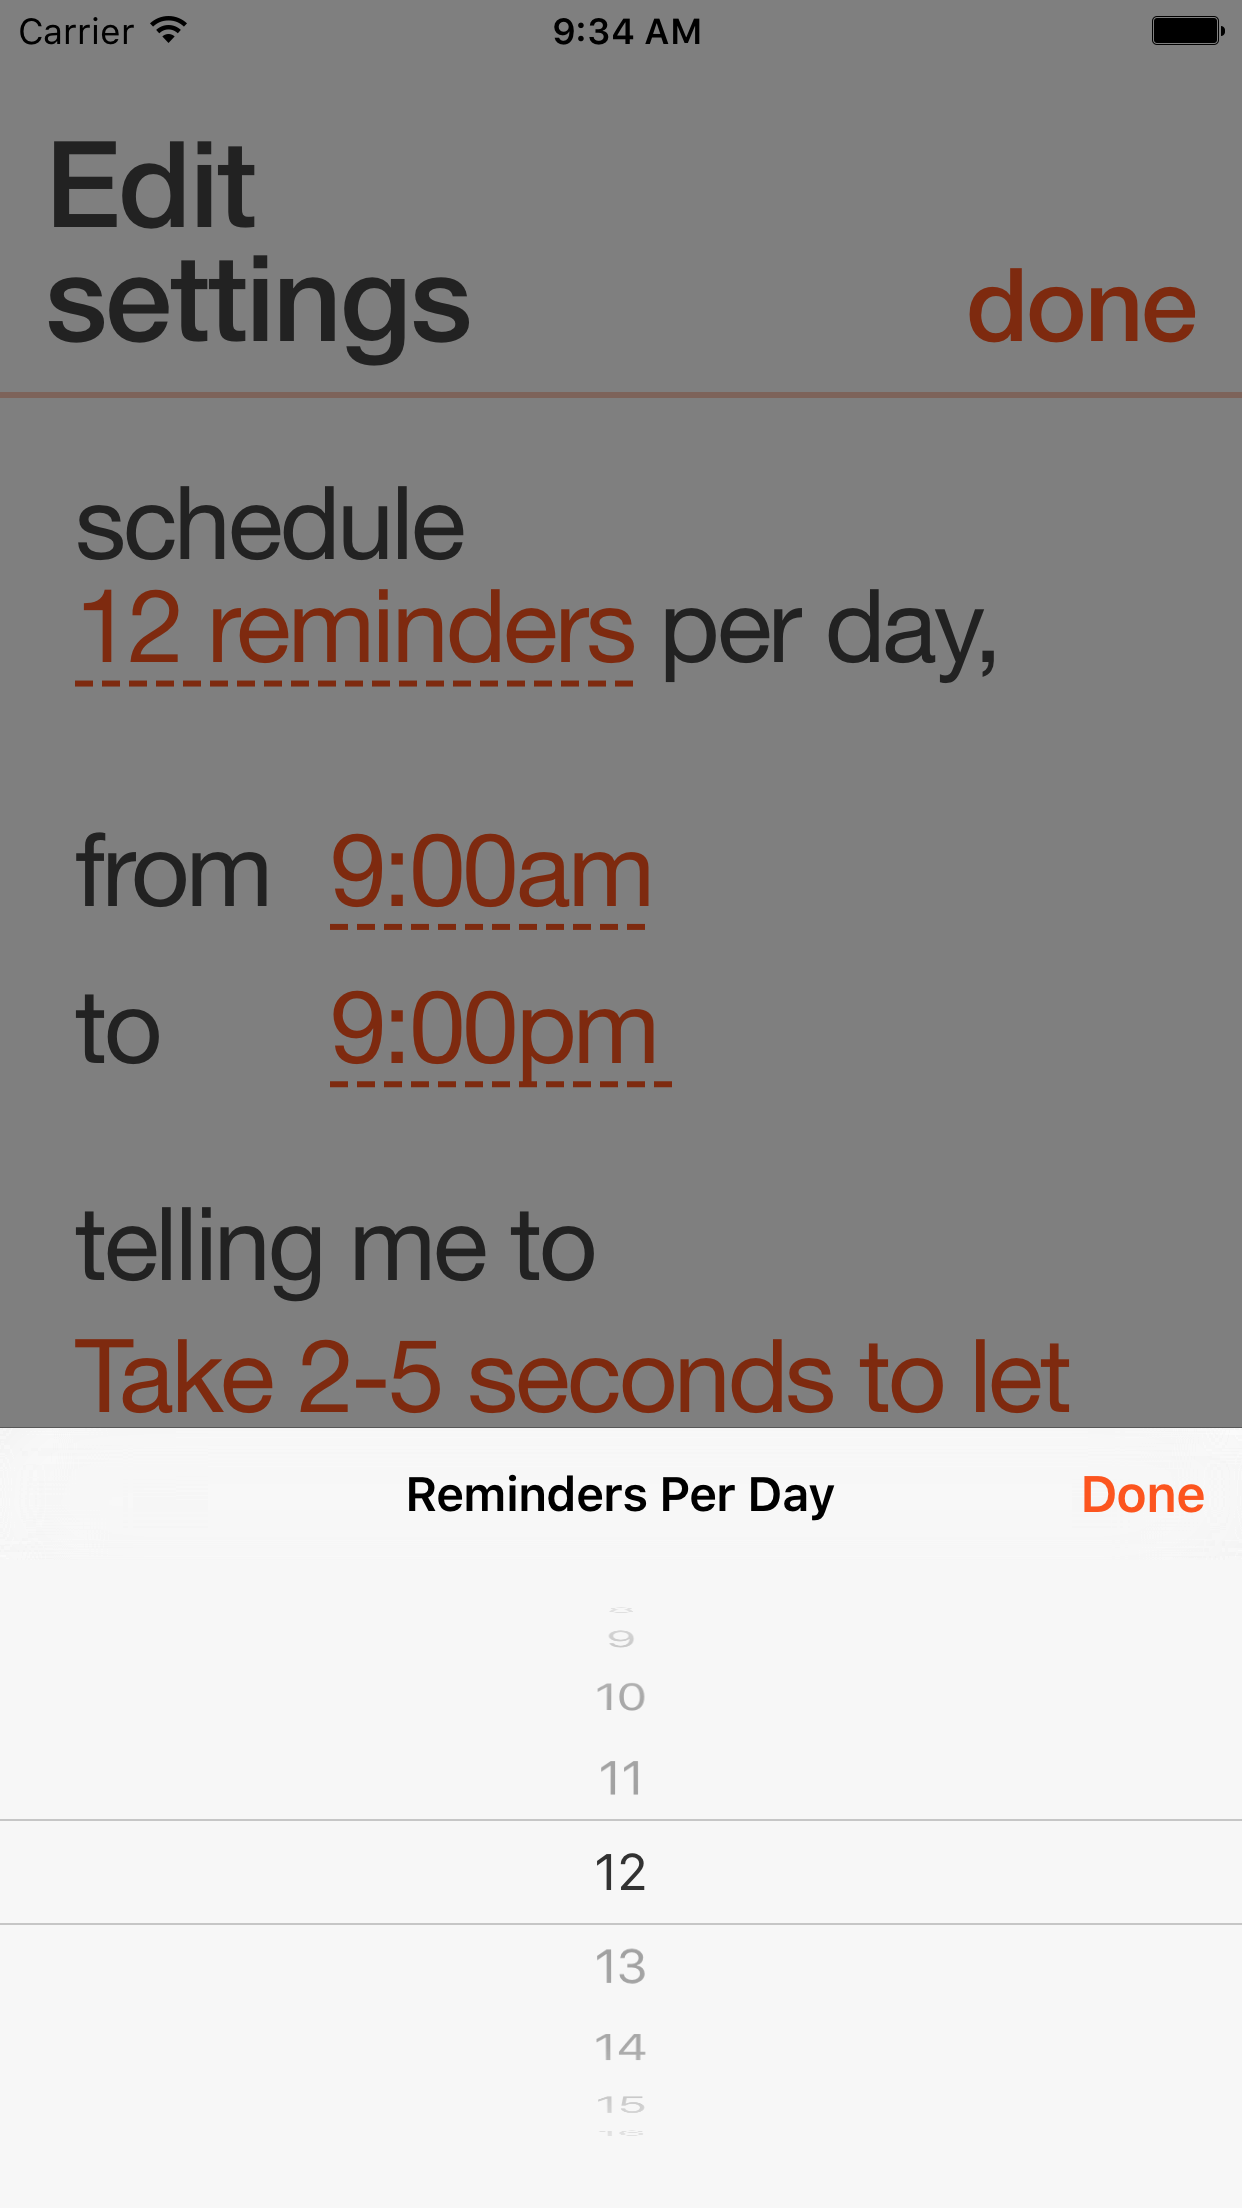 Carrier 9:34 AM
Edit
settings
done
schedule
12 reminders per day,
from 9:00am
to 9:00pm
telling me to
Take 2-5 seconds to let
Reminders Per Day
Done
8
9
10
11
12
13
14
15
16